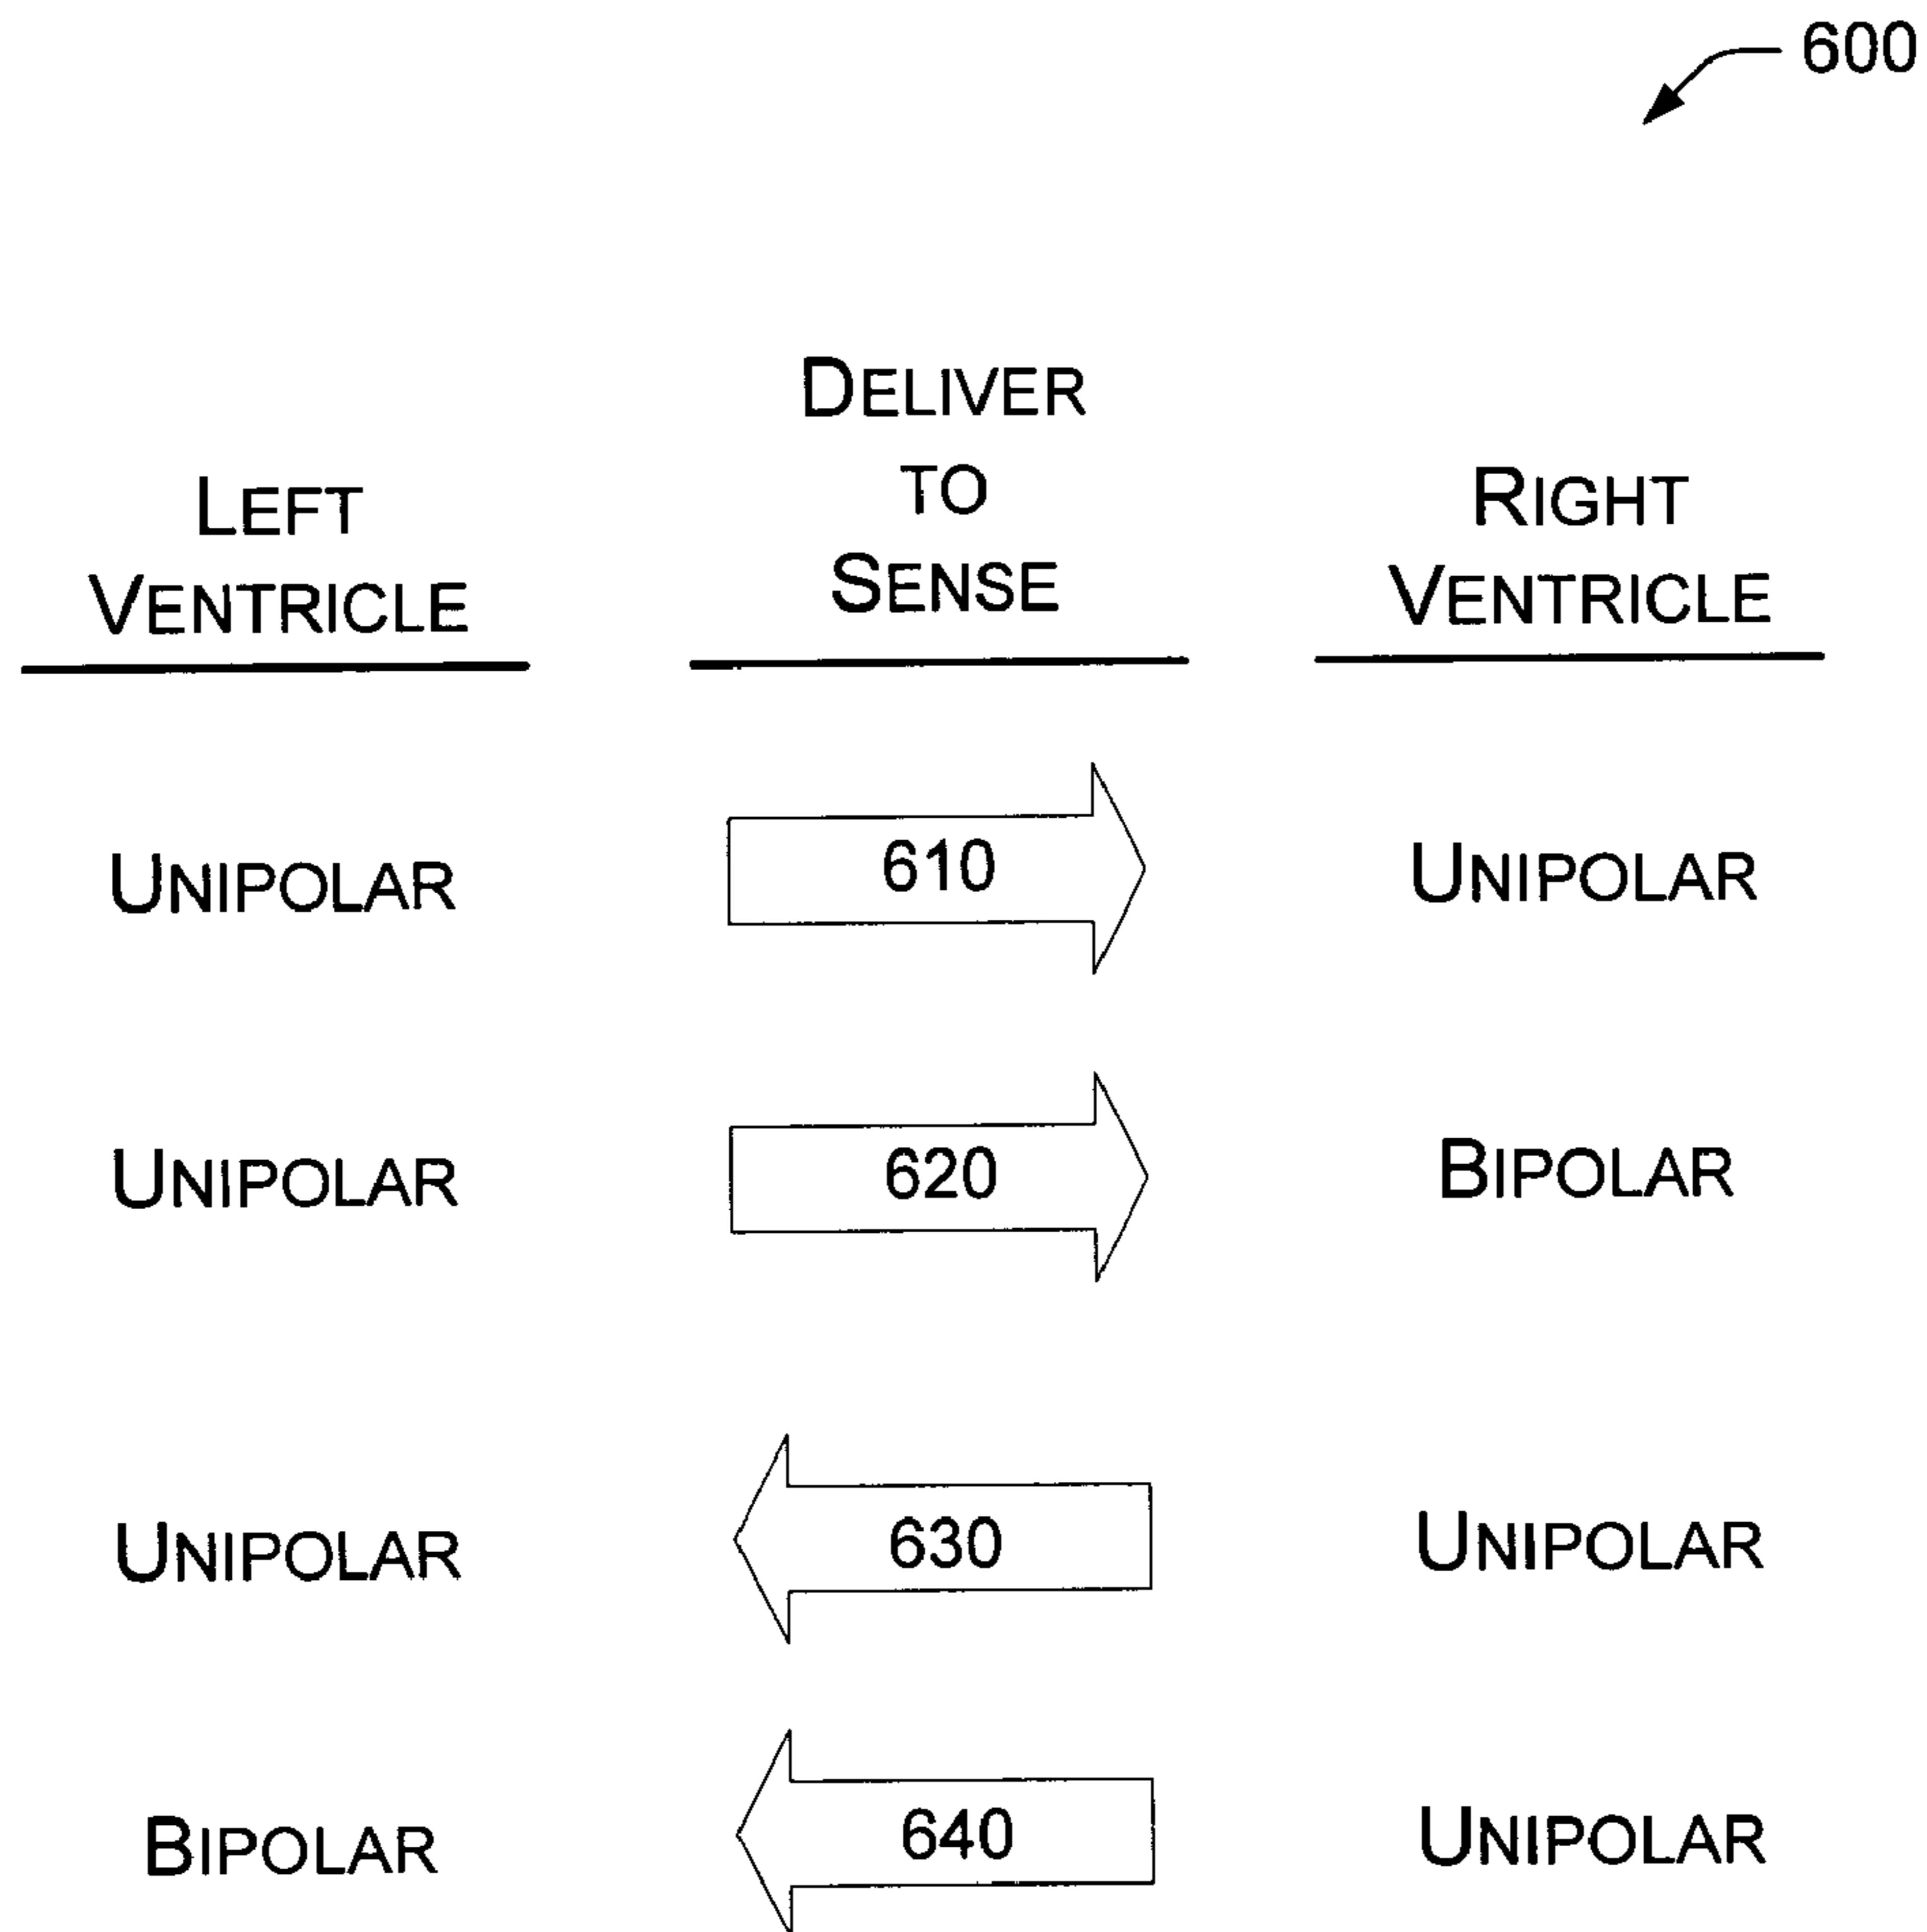 600
DELIVER
TO
SENSE
LEFT
VENTRICLE
RIGHT
VENTRICLE
UNIPOLAR 610 UNIPOLAR
UNIPOLAR 620 BIPOLAR
UNIPOLAR 630 UNIPOLAR
BIPOLAR 640 UNIPOLAR